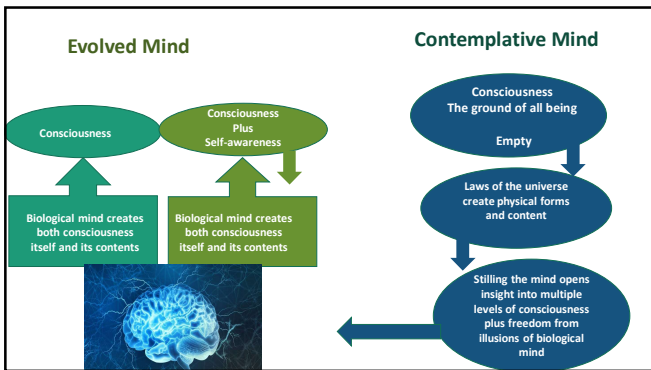 Evolved Mind
Consciousness
Consciousness
Plus
Self-awareness
Biological mind creates
both consciousness
itself and its contents
Biological mind creates
both consciousness
itself and its contents
Contemplative Mind
Consciousness
The ground of all being
Empty
Laws of the universe
create physical forms
and content
Stilling the mind opens
insight into multiple
levels of consciousness
plus freedom from
illusions of biological
mind